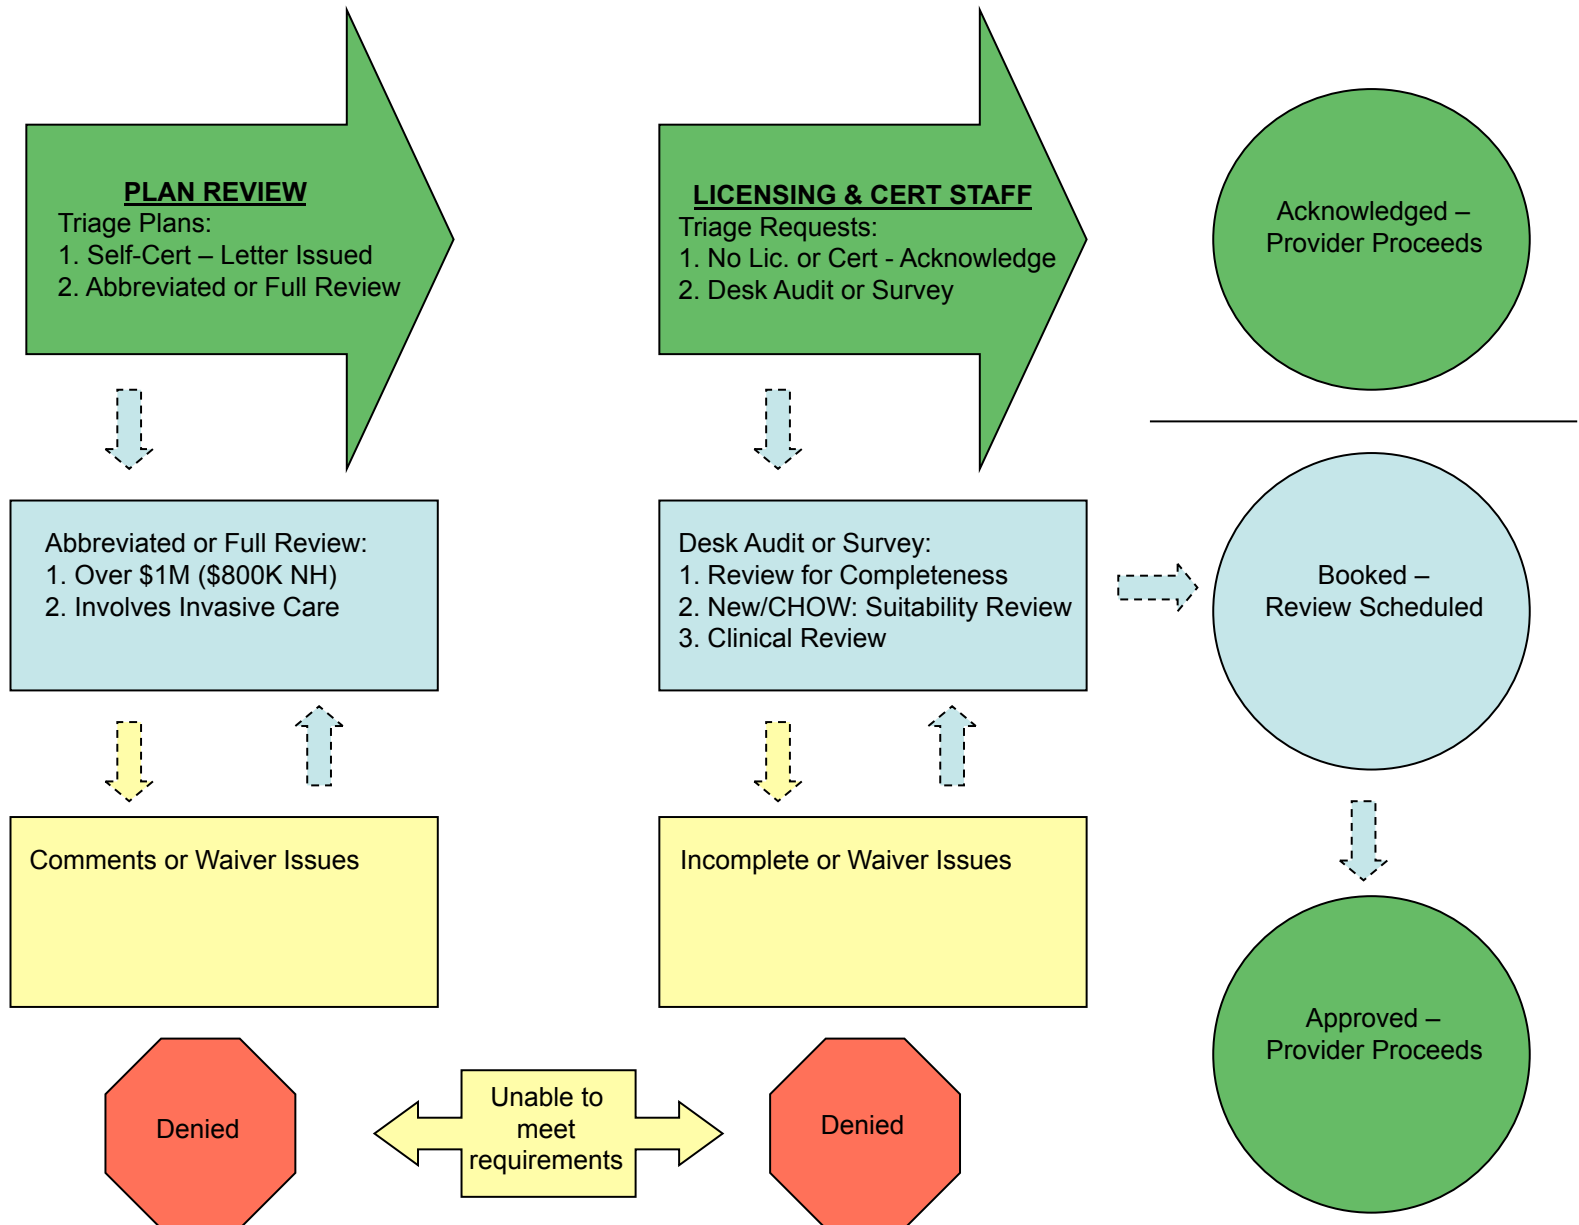 PLAN REVIEW
Triage Plans:
1. Self-Cert – Letter Issued
2. Abbreviated or Full Review
LICENSING & CERT STAFF
Triage Requests:
1. No Lic. or Cert - Acknowledge
2. Desk Audit or Survey
Acknowledged –
Provider Proceeds
Abbreviated or Full Review:
1. Over $1M ($800K NH)
2. Involves Invasive Care
Desk Audit or Survey:
1. Review for Completeness
2. New/CHOW: Suitability Review
3. Clinical Review
Booked –
Review Scheduled
Comments or Waiver Issues
Incomplete or Waiver Issues
Approved –
Provider Proceeds
Denied
Unable to
meet
requirements
Denied